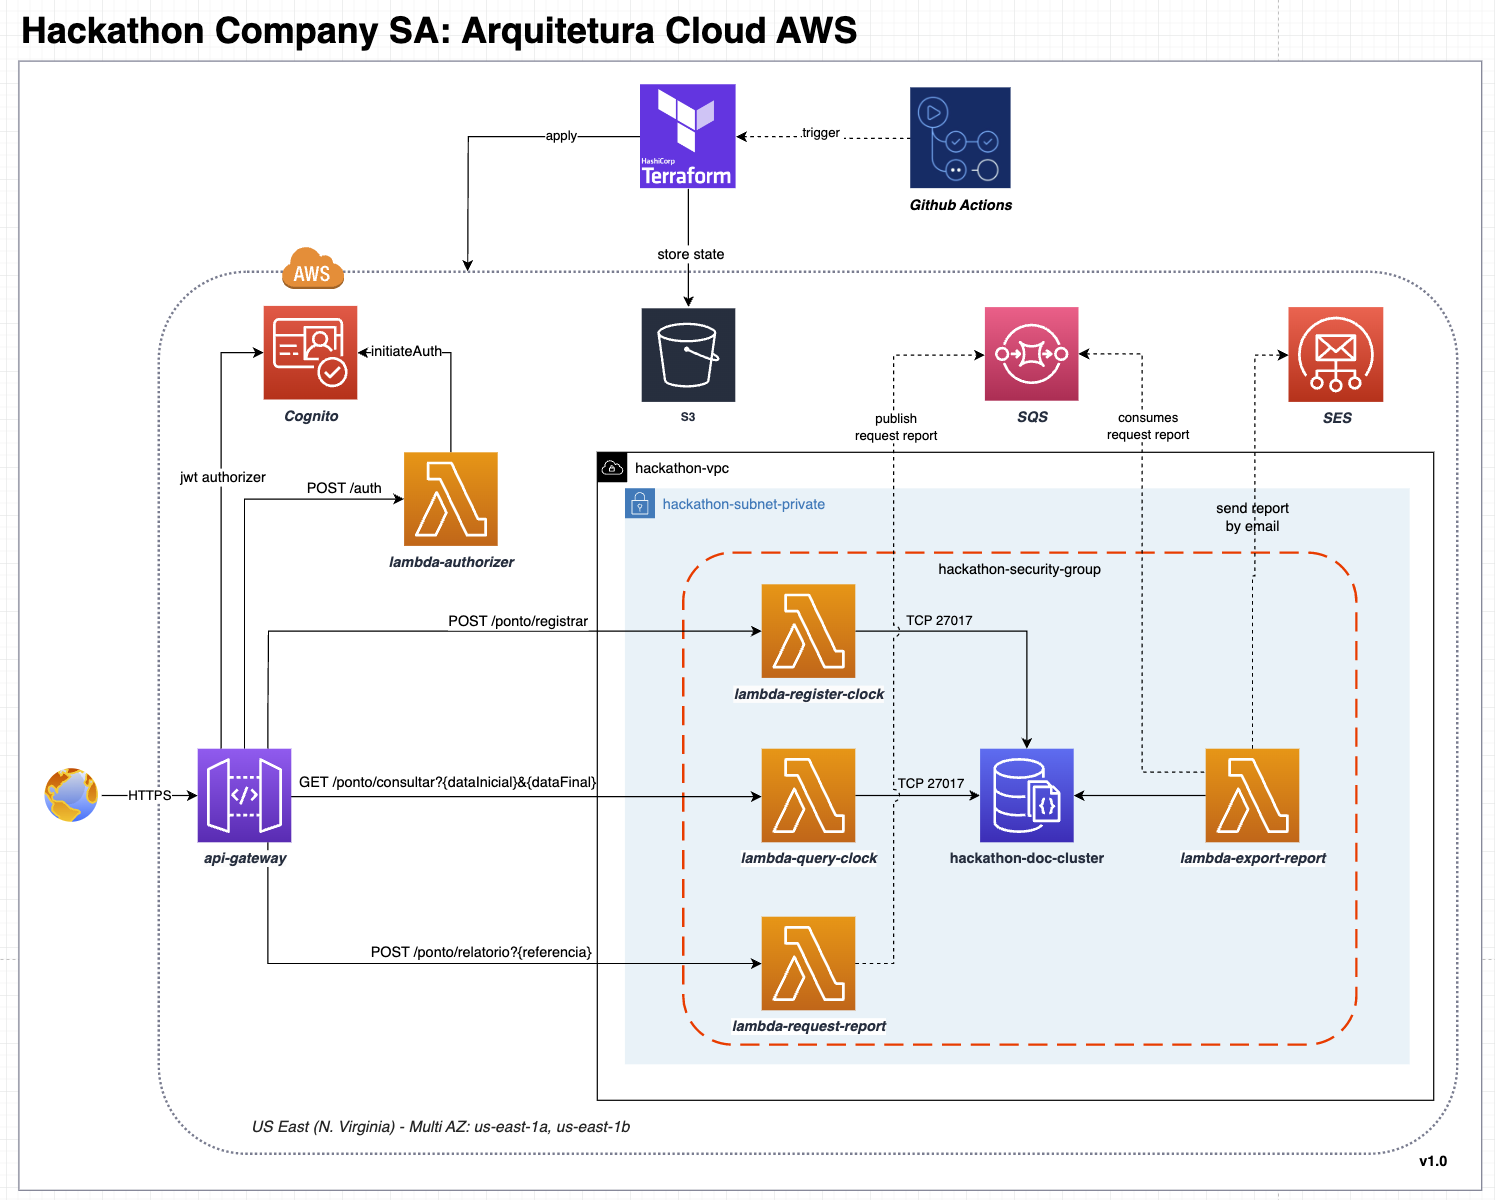 Hackathon Company SA: Arquitetura Cloud AWS
HashiCorp
Terraform
apply
trigger
Github Actions
store state
AWS
Cognito
initiateAuth
S3
SQS
SES
publish
request report
consumes
request report
jwt authorizer
POST /auth
lambda-authorizer
hackathon-vpc
hackathon-subnet-private
send report
by email
hackathon-security-group
POST /ponto/registrar
TCP 27017
lambda-register-clock
HTTPS
api-gateway
GET /ponto/consultar?{dataInicial}&{dataFinal}
TCP 27017
lambda-query-clock
hackathon-doc-cluster
lambda-export-report
POST /ponto/relatorio?{referencia}
lambda-request-report
US East (N. Virginia) - Multi AZ: us-east-1a, us-east-1b
v1.0